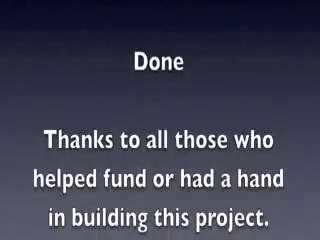 Done
Thanks to all those who
helped fund or had a hand
in building this project.